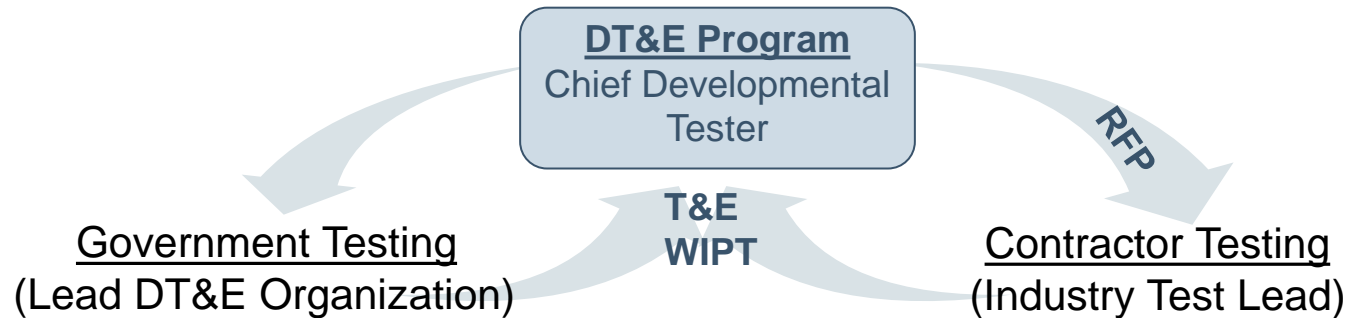 DT&E Program
Chief Developmental
Tester
RFP
T&E
WIPT
Government Testing
(Lead DT&E Organization)
Contractor Testing
(Industry Test Lead)